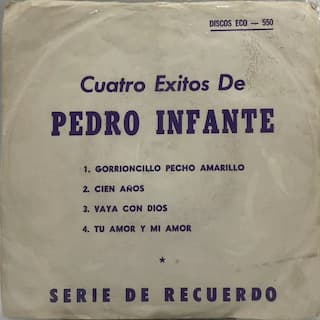 DISCOS ECO — 550
Cuatro Exitos De
PEDRO INFANTE
1. GORRIONCILLO PECHO AMARILLO
2. CIEN AÑOS
3. VAYA CON DIOS
4. TU AMOR Y MI AMOR
SERIE DE RECUERDO